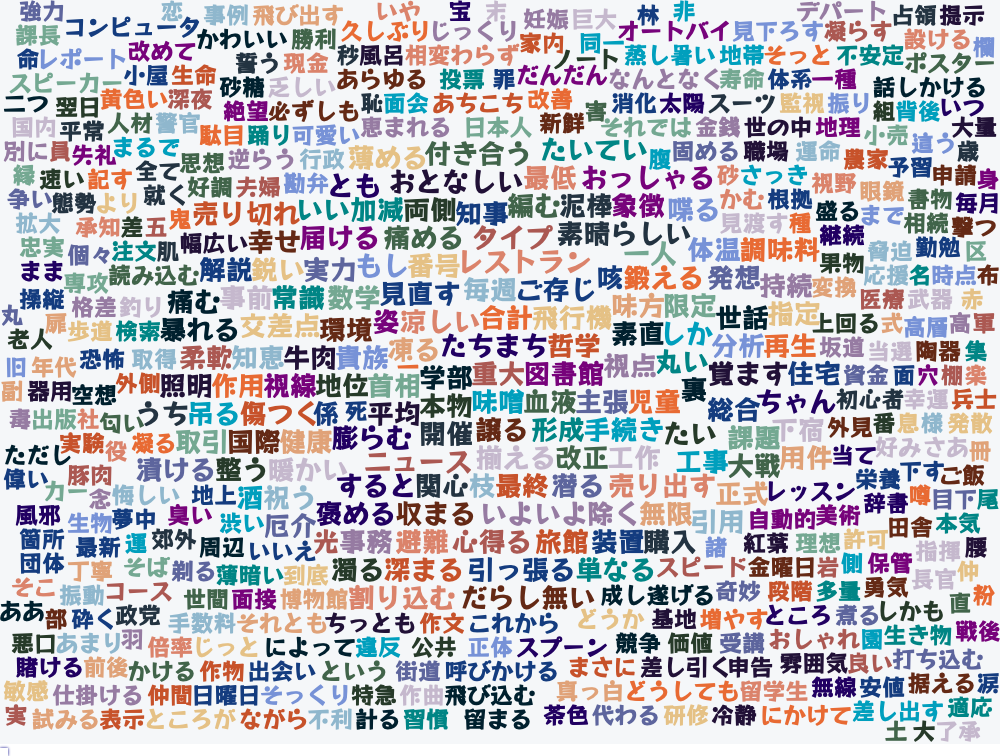 強力 恋 事例 飛び出す いや 宝 末 妊娠 巨大 林 非 デパート 占領 提示
課長 コンピュータ かわいい 勝利 久しぶり じっくり 家内 同一 オートバイ 見下ろす 凝らす 設ける 欄
命 レポート 改めて 誓う 現金 秒 風呂 相変わらず ノート 蒸し暑い 地帯 そっと 不安定 ポスター
スピーカー 小屋 生命 砂糖 乏しい あらゆる 投票 罪 だんだん なんとなく 寿命 体系 一種 話しかける
二つ 翌日 黄色い 深夜 絶望 必ずしも 恥 面会 あちこち 改善 害 消化 太陽 スーツ 監視 振り 組 背後 いつ
国内 平常 人材 警官 駄目 踊り 可愛い 恵まれる 日本人 新鮮 それでは 金銭 世の中 地理 小売 違う 大量
別に 員 失礼 まるで 思想 逆らう 行政 薄める 付き合う たいてい 腹 固める 職場 運命 農家 予習 歳
縁 速い 記す 全て 就く 好調 夫婦 勘弁 とも おとなしい 最低 おっしゃる 砂 さっき 視野 眼鏡 申請 身
争い 態勢 より 鬼 売り切れ いい加減 両側 知事 編む 泥棒 象徴 喋る かむ 根拠 盛る まで 書物 毎月
拡大 承知 差 五 幅広い 幸せ 届ける 痛める タイプ 素晴らしい 見渡す 種 継続 相続 撃つ
忠実 個々 注文 肌 一人 体温 調味料 果物 脅迫 勤勉 区
まま 専攻 読み込む 解説 鋭い 実力 もし 番号 レストラン 咳 鍛える 発想 持続 変換 応援 名 時点 布
操縦 格差 釣り 痛む 事前 常識 数学 見直す 毎週 ご存じ 味方 限定 世話 指定 医療 武器 赤
丸 扉 歩道 検索 暴れる 交差点 環境 姿 涼しい 合計 飛行機 素直 しか 上回る 式 高層 高 軍
老人 恐怖 取得 柔軟 知恵 牛肉 貴族 凍る たちまち 哲学 視点 丸い 分析 再生 坂道 当選 陶器 集
旧 年代 外側 照明 作用 視線 地位 首相 一 学部 重大 図書館 裏 覚ます 住宅 資金 面 穴 棚 楽
副 器用 空想 本物 味噌 血液 主張 児童 総合 ちゃん 初心者 幸運 兵士
毒 出版社 匂い うち 吊る 傷つく 係 死 平均 開催 譲る 形成 手続き たい 課題 下宿 外見 番 息 様 発散
ただし 実験 役 凝る 取引 国際 健康 膨らむ ニュース 揃える 改正 工作 工事 大戦 用件 当て 好み さあ 冊
偉い 豚肉 漬ける 整う 暖かい すると 関心 枝 最終 潜る 売り出す 正式 レッスン 栄養 下す ご飯
カー 念 悔しい 地上 酒 祝う 褒める 収まる いよいよ 除く 無限 引用 自動的 美術 辞書 噂 目下 尾
風邪 生物 夢中 臭い 渋い 厄介 光 事務 避難 心得る 旅館 装置 購入 諸 紅葉 理想 許可 田舎 本気
箇所 最新 運 郊外 周辺 いいえ 金曜日 岩 側 保管 指揮 腰
団体 丁寧 そば 剃る 薄暗い 到底 濁る 深まる 引っ張る 単なる スピード 奇妙 段階 多量 勇気 長官 仲
そこ 振動 コース 世間 面接 博物館 割り込む だらし無い 成し遂げる 直 粉
ああ 部 砕く 政党 手数料 それとも ちっとも 作文 これから どうか 基地 増やす ところ 煮る しかも
悪口 あまり 羽 倍率 じっと によって 違反 公共 正体 スプーン 競争 価値 受講 おしゃれ 園 生き物 戦後
賭ける 前後 かける 作物 出会い という 街道 呼びかける まさに 差し引く 申告 雰囲気 良い 打ち込む
敏感 仕掛ける 仲間 日曜日 そっくり 特急 作曲 飛び込む 真っ白 どうしても 留学生 無線 安値 据える 涙
実 試みる 表示 ところが ながら 不利 計る 習慣 留まる 茶色 代わる 研修 冷静 にかけて 差し出す 適応
土 大 了承